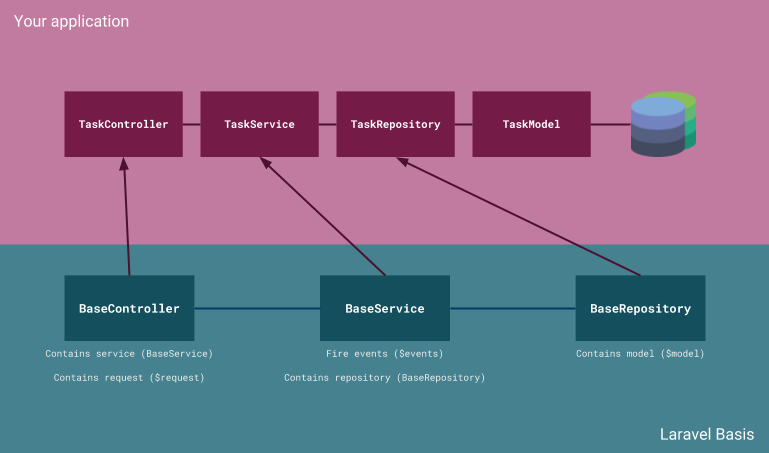 Your application
TaskController
TaskService
TaskRepository
TaskModel
BaseController
BaseService
BaseRepository
Contains service (BaseService)
Fire events ($events)
Contains model ($model)
Contains request ($request)
Contains repository (BaseRepository)
Laravel Basis